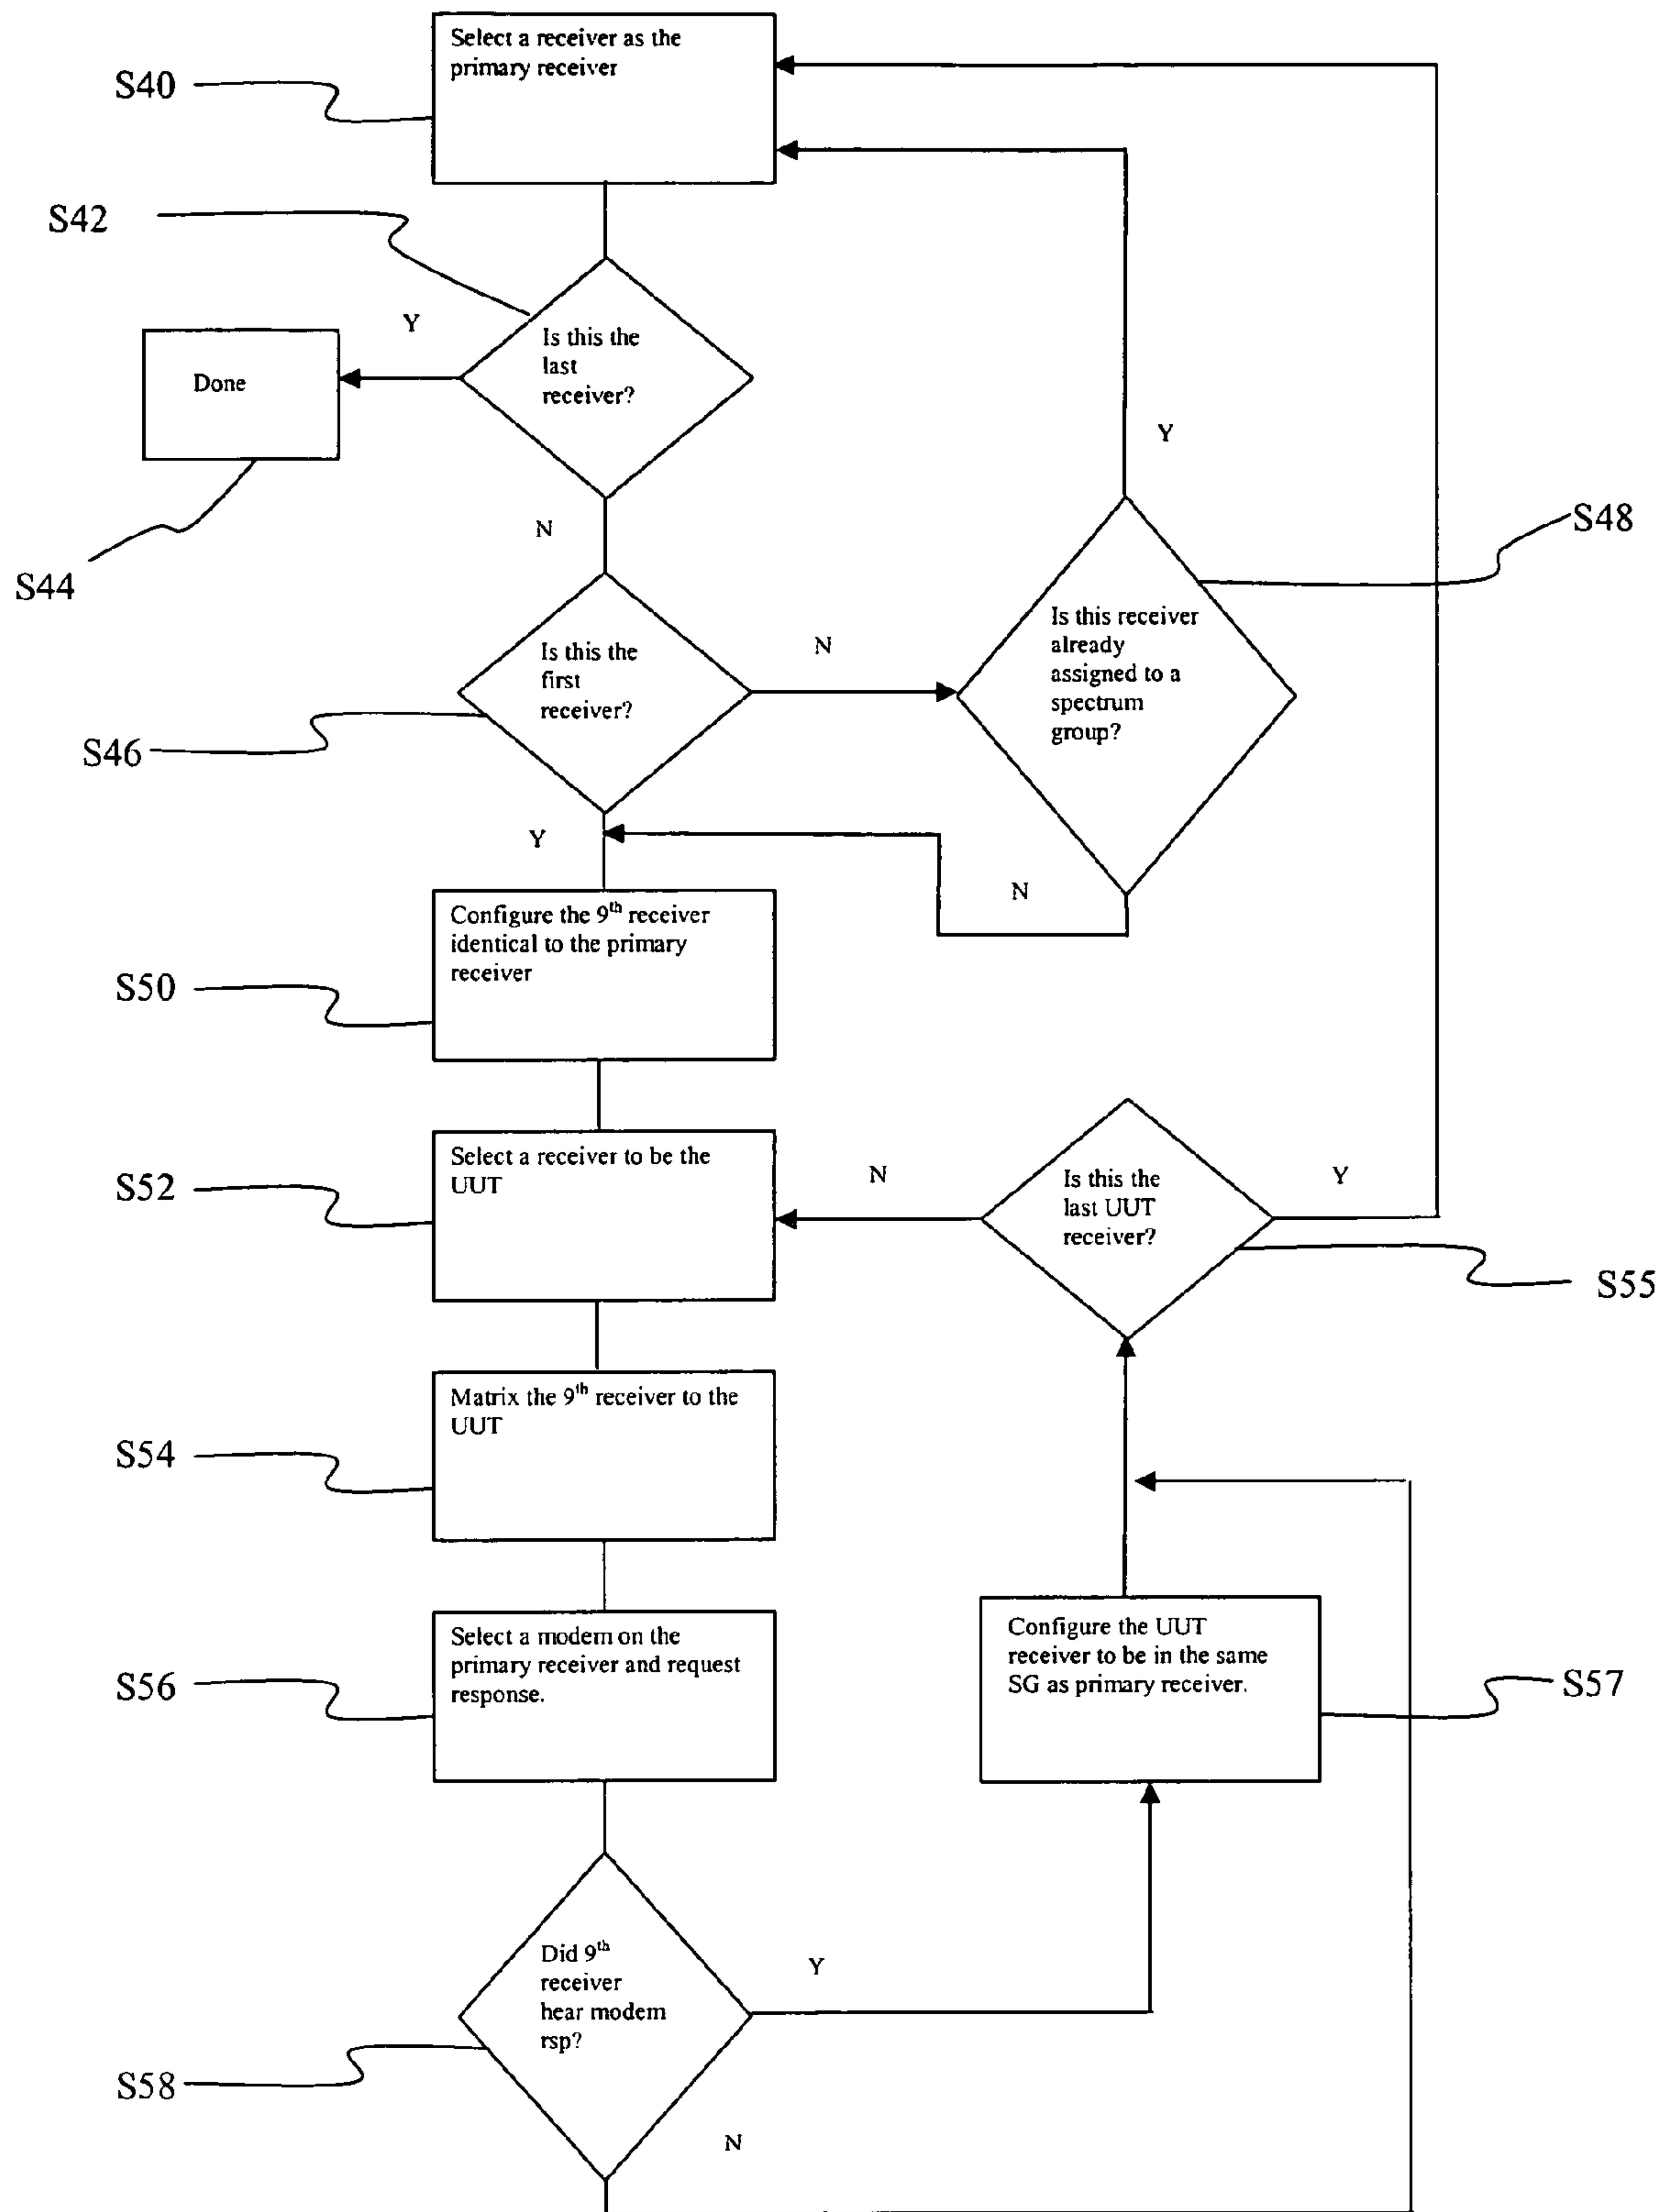 Select a receiver as the
primary receiver
S40
S42
Y
Is this the
last
receiver?
Done
S44
N
Y
S48
Is this the
first
receiver?
N
Is this receiver
already
assigned to a
spectrum
group?
S46
Y
N
Configure the 9th receiver
identical to the primary
receiver
S50
Select a receiver to be the
UUT
S52
N
Is this the
last UUT
receiver?
Y
S55
Matrix the 9th receiver to the
UUT
S54
Select a modem on the
primary receiver and request
response.
S56
Configure the UUT
receiver to be in the same
SG as primary receiver.
S57
Did 9th
receiver
hear modem
rsp?
Y
S58
N